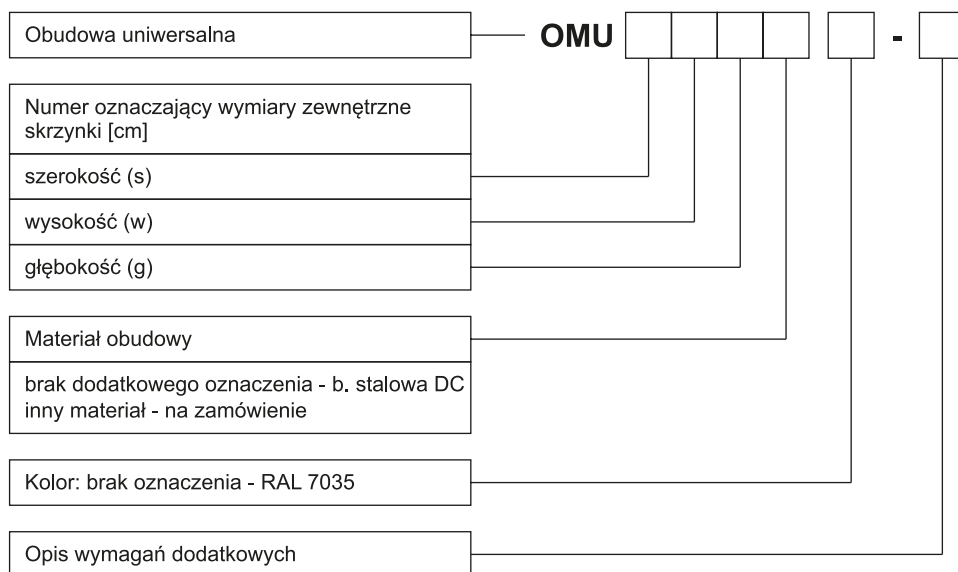 Obudowa uniwersalna
OMU -
Numer oznaczający wymiary zewnętrzne
skrzynki [cm]
szerokość (s)
wysokość (w)
głębokość (g)
Materiał obudowy
brak dodatkowego oznaczenia - b. stalowa DC
inny materiał - na zamówienie
Kolor: brak oznaczenia - RAL 7035
Opis wymagań dodatkowych